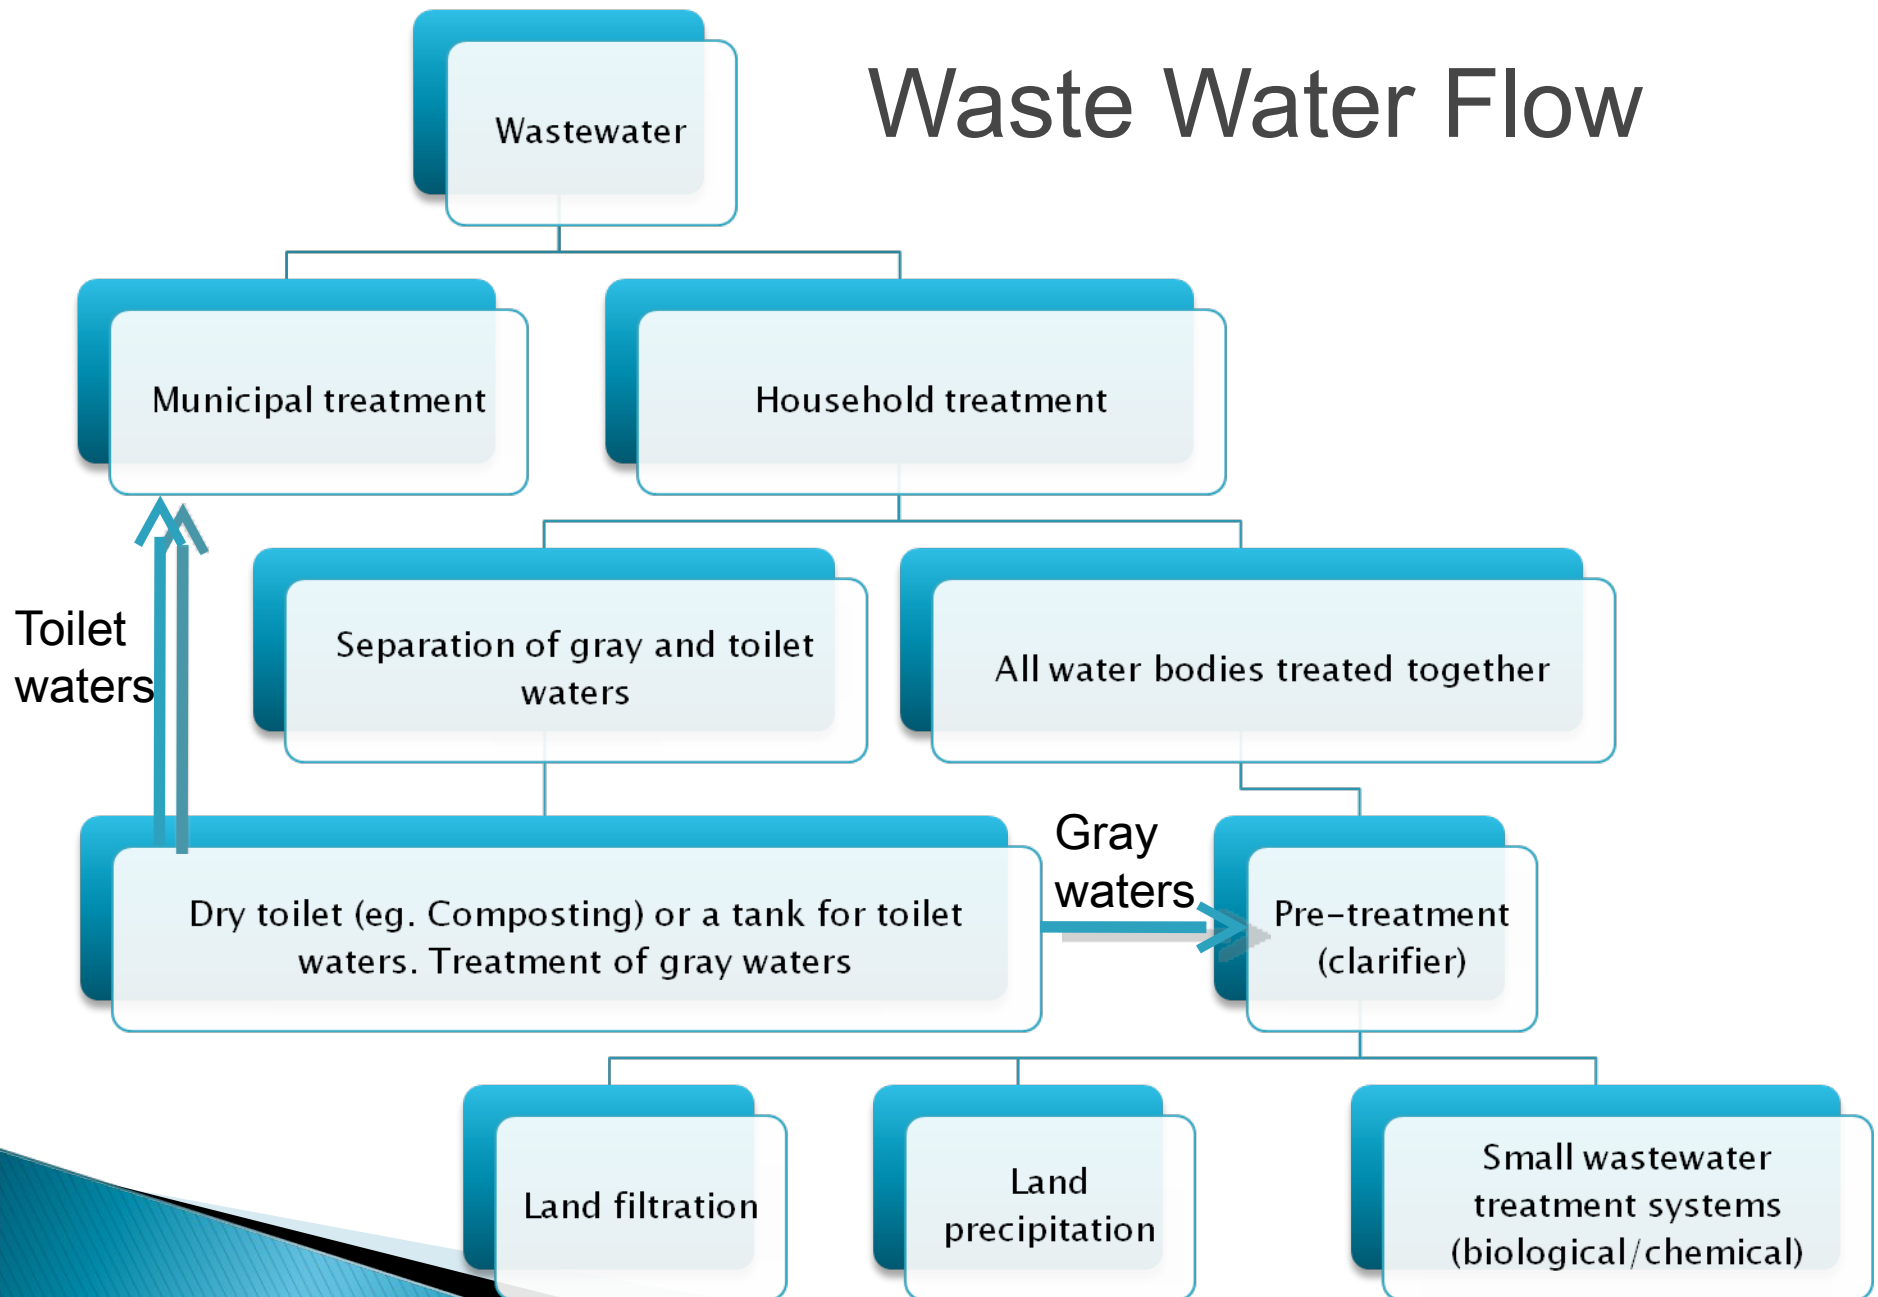 Waste Water Flow
Wastewater
Municipal treatment
Household treatment
Toilet
waters
Separation of gray and toilet
waters
All water bodies treated together
Dry toilet (eg. Composting) or a tank for toilet
waters. Treatment of gray waters
Gray
waters
Pre-treatment
(clarifier)
Land filtration
Land
precipitation
Small wastewater
treatment systems
(biological/chemical)